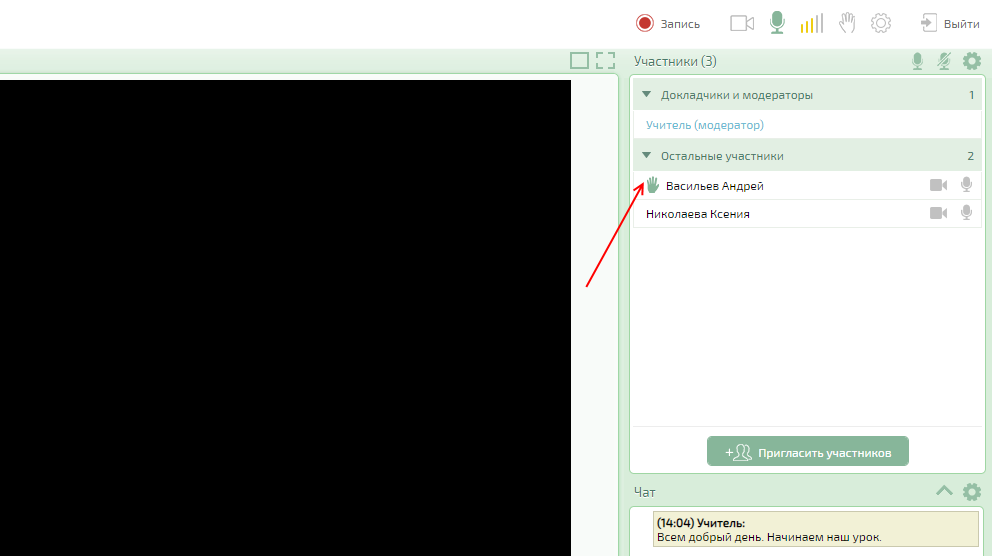 Запись
Выйти
Участники (3)
Докладчики и модераторы 1
Учитель (модератор)
Остальные участники 2
Васильев Андрей
Николаева Ксения
Пригласить участников
Чат
(14:04) Учитель:
Всем добрый день. Начинаем наш урок.